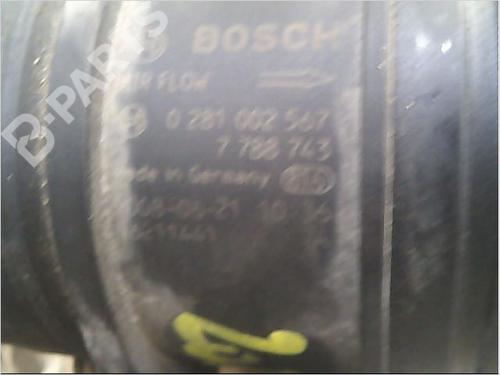 B-PARTS
BOSCH
AIR FLOW
0 281 002 567
7 788 743
Made in Germany